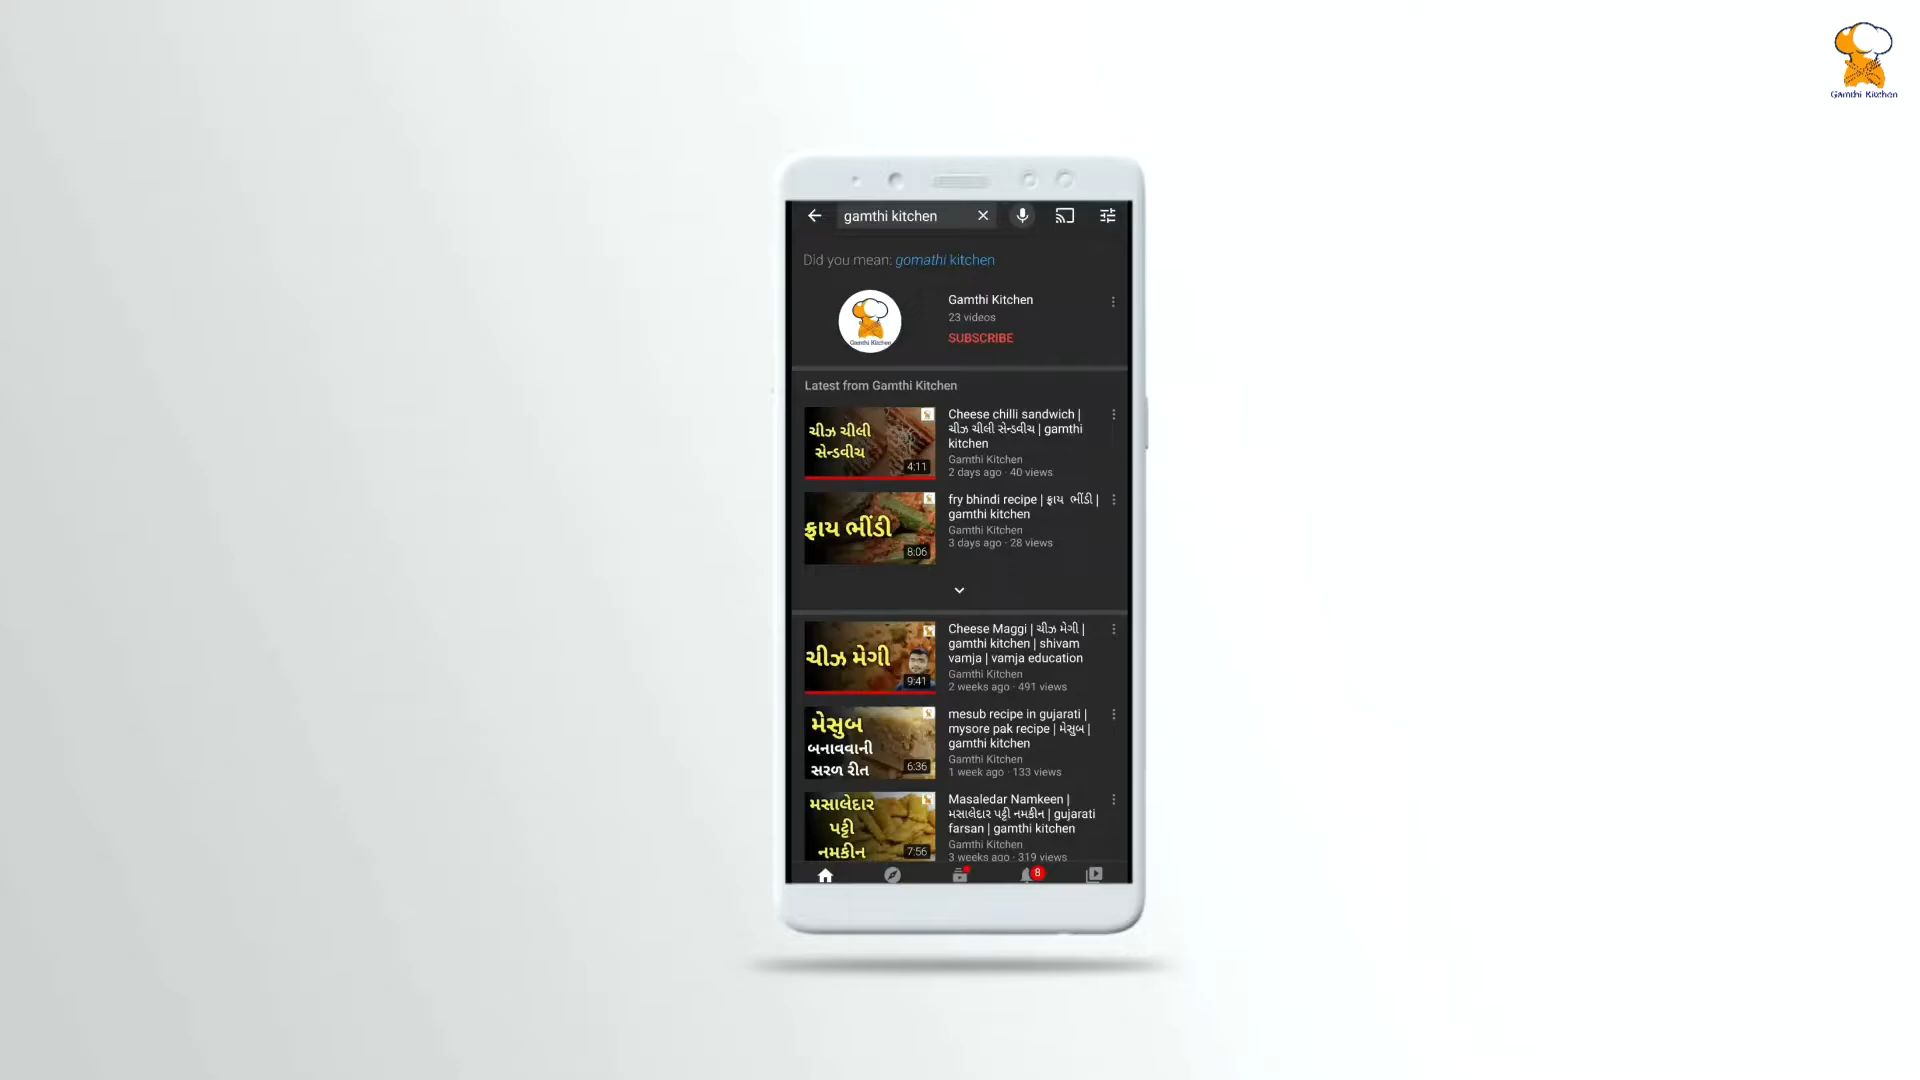 Gamthi Kitchen
gamthi kitchen
Did you mean: gomathi kitchen
Gamthi Kitchen
23 videos
SUBSCRIBE
Gamthi Kitchen
Latest from Gamthi Kitchen
ચીઝ ચીલી
સેન્ડવીચ
4:11
Cheese chilli sandwich |
ચીઝ ચીલી સેન્ડવીચ | gamthi
kitchen
Gamthi Kitchen
2 days ago · 40 views
ફ્રાય ભીંડી
8:06
fry bhindi recipe | ફ્રાય ભીંડી |
gamthi kitchen
Gamthi Kitchen
3 days ago · 28 views
ચીઝ મેગી
9:41
Cheese Maggi | ચીઝ મેગી |
gamthi kitchen | shivam
vamja | vamja education
Gamthi Kitchen
2 weeks ago · 491 views
મેસુબ
બનાવવાની
સરળ રીત
6:36
mesub recipe in gujarati |
mysore pak recipe | મેસુબ |
gamthi kitchen
Gamthi Kitchen
1 week ago · 133 views
મસાલેદાર
પટ્ટી
નમકીન
7:56
Masaledar Namkeen |
મસાલેદાર પટ્ટી નમકીન | gujarati
farsan | gamthi kitchen
Gamthi Kitchen
3 weeks ago · 319 views
8